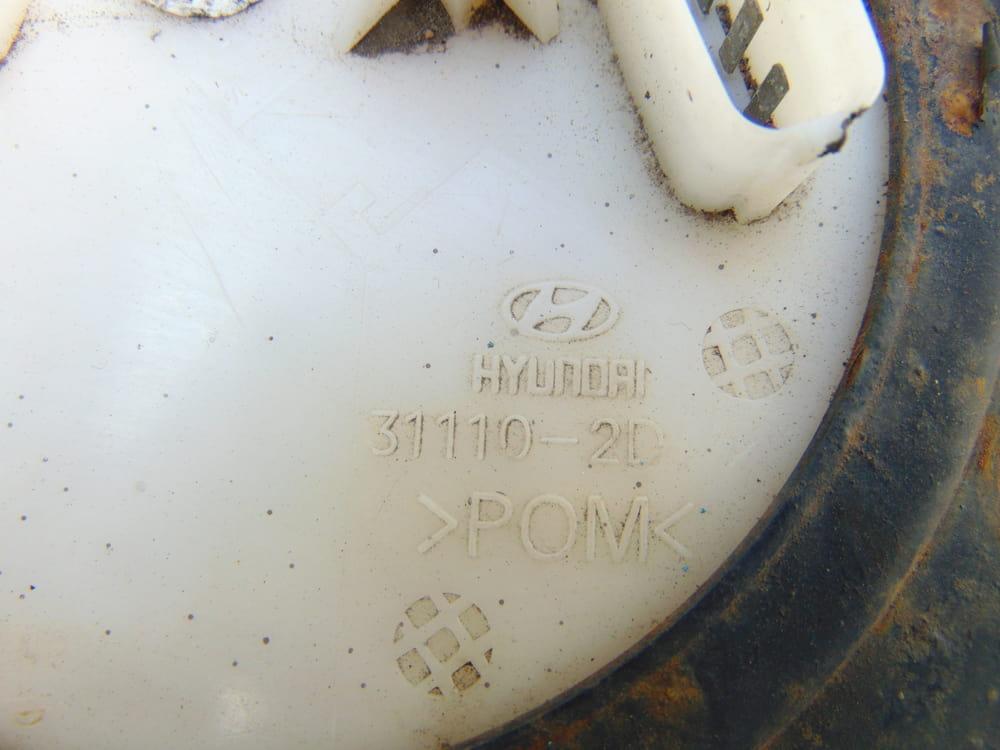 HYUNDAI
31110-2D
>POM<